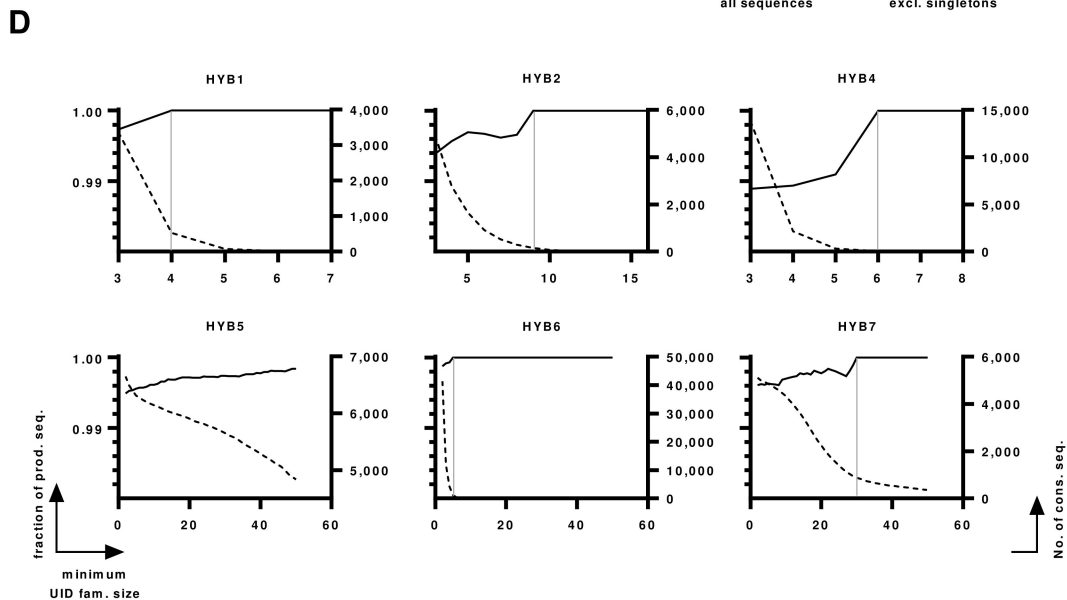 all sequences excl. singletons
D
HYB1 HYB2 HYB4
1.00 4,000 6,000 15,000
3,000
4,000 10,000
0.99 2,000
2,000 5,000
1,000
0 0 0
3 4 5 6 7 5 10 15 3 4 5 6 7 8
HYB5 HYB6 HYB7
1.00 7,000 50,000 6,000
40,000
6,000 30,000 4,000
0.99 20,000
5,000 10,000 2,000
0 0
0 20 40 60 0 20 40 60 0 20 40 60
fraction of prod. seq.
No. of cons. seq.
minimum
UID fam. size